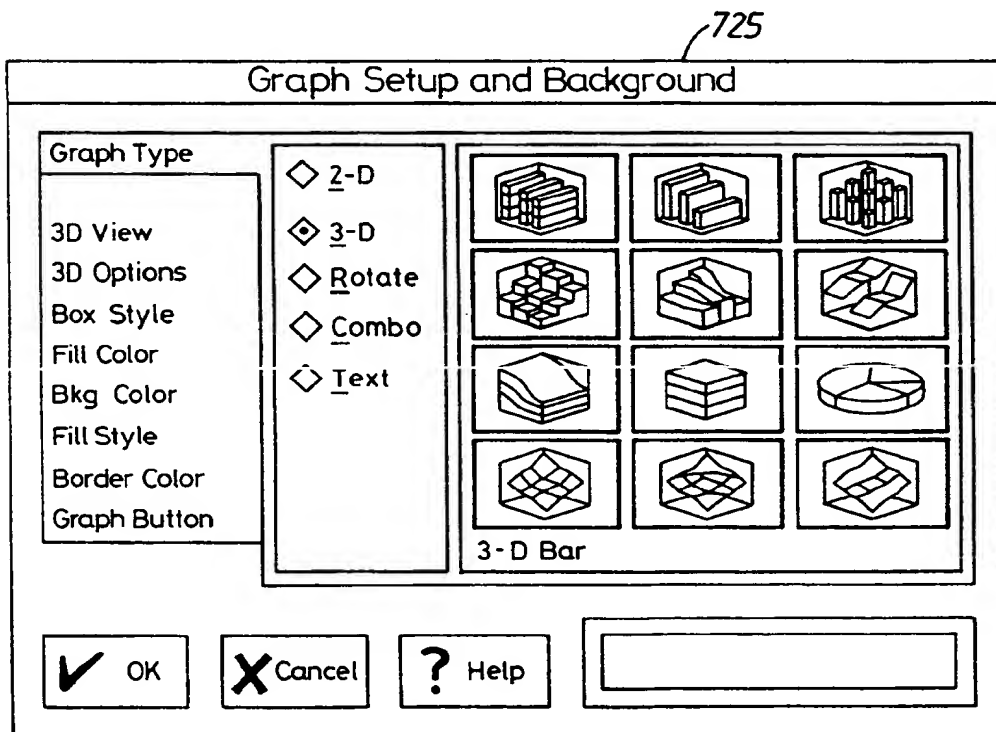 725
Graph Setup and Background
Graph Type
3D View
3D Options
Box Style
Fill Color
Bkg Color
Fill Style
Border Color
Graph Button
2-D
3-D
Rotate
Combo
Text
3-D Bar
OK
Cancel
? Help